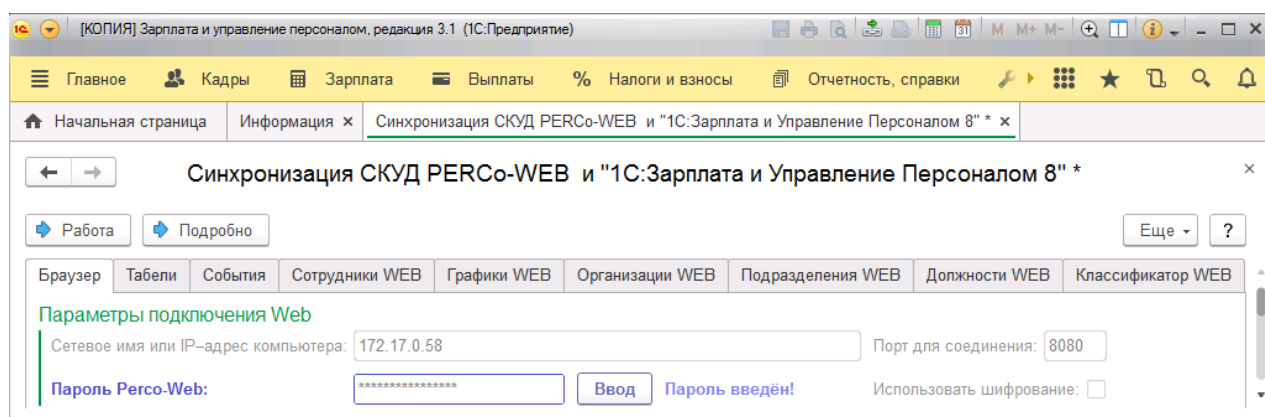 [КОПИЯ] Зарплата и управление персоналом, редакция 3.1 (1С:Предприятие) 31 M M+ M-
Главное Кадры Зарплата Выплаты % Налоги и взносы Отчетность, справки
Начальная страница Информация × Синхронизация СКУД PERCo-WEB и "1С:Зарплата и Управление Персоналом 8" * ×
Синхронизация СКУД PERCo-WEB и "1С:Зарплата и Управление Персоналом 8" *
Работа Подробно Еще ?
Браузер Табели События Сотрудники WEB Графики WEB Организации WEB Подразделения WEB Должности WEB Классификатор WEB
Параметры подключения Web
Сетевое имя или IP–адрес компьютера: 172.17.0.58 Порт для соединения: 8080
Пароль Perco-Web: **************** Ввод Пароль введён! Использовать шифрование: